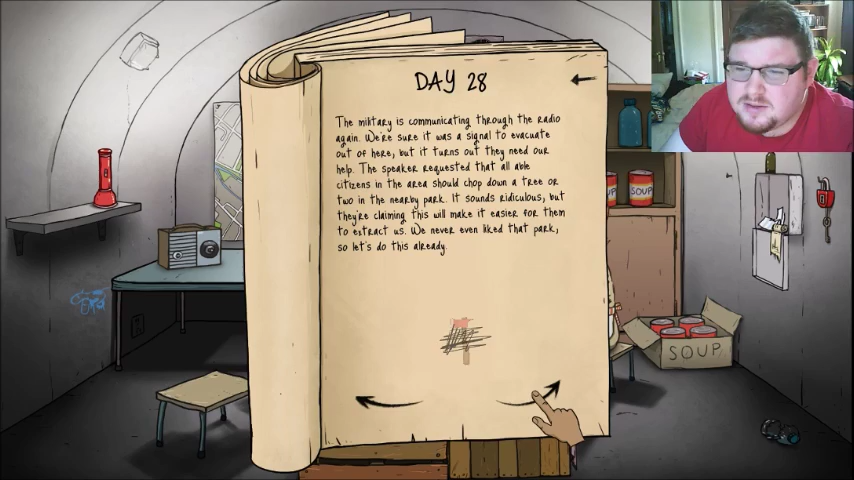 DAY 28
The military is communicating through the radio
again. We're sure it was a signal to evacuate
out of here, but it turns out they need our
help. The speaker requested that all able
citizens in the area should chop down a tree or
two in the nearby park. It sounds ridiculous, but
they're claiming this will make it easier for them
to extract us. We never even liked that park,
so let's do this already.
SOUP
SOUP